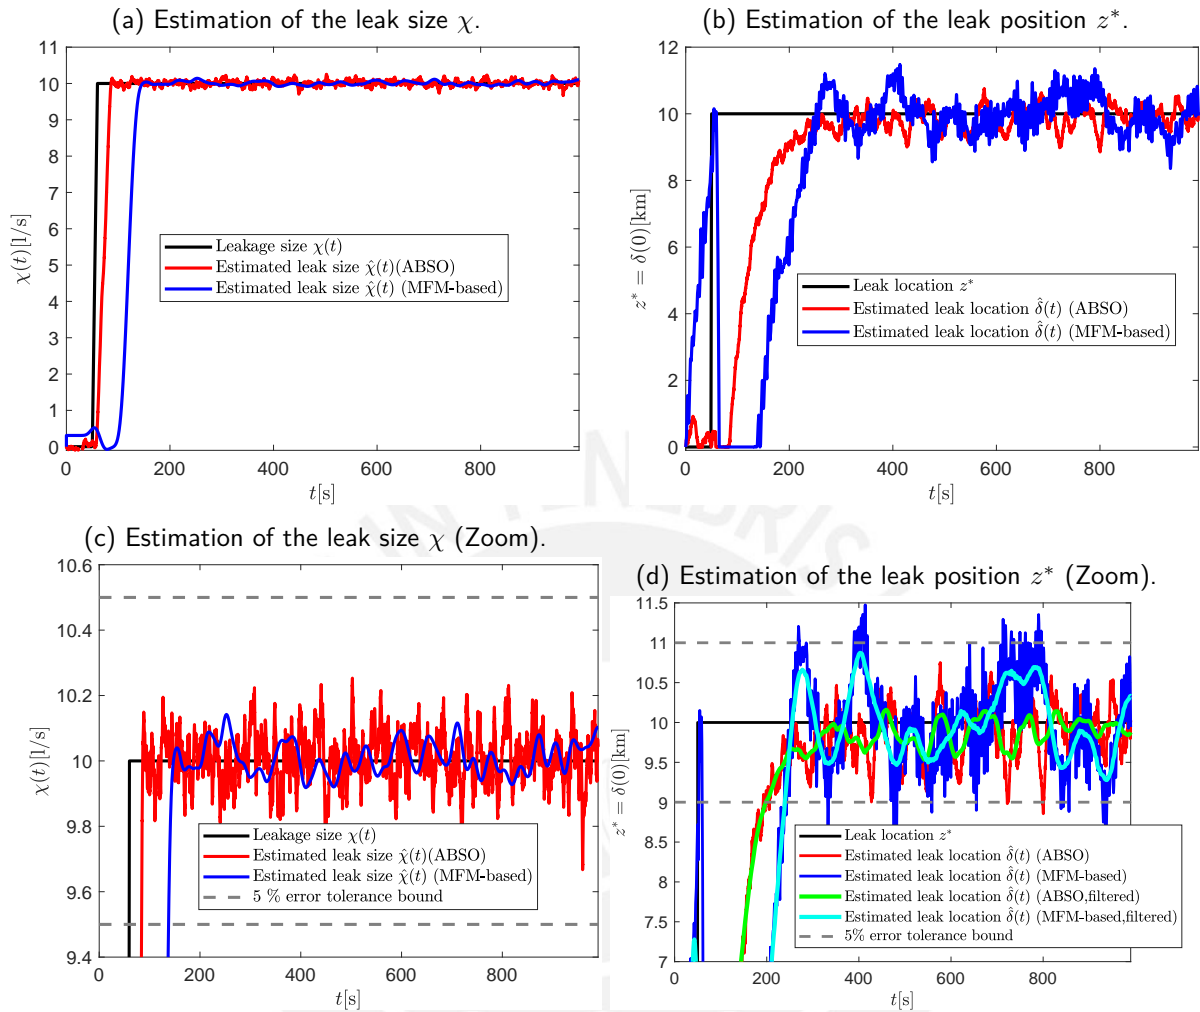 (a) Estimation of the leak size χ.
11
10
9
8
7
6
5
4
3
2
1
0
χ(t)[l/s]
Leakage size χ(t)
Estimated leak size χ̂(t)(ABSO)
Estimated leak size χ̂(t) (MFM-based)
0 200 400 600 800
t[s]
(b) Estimation of the leak position z*.
12
10
8
6
4
2
0
z* = δ(0)[km]
Leak location z*
Estimated leak location δ̂(t) (ABSO)
Estimated leak location δ̂(t) (MFM-based)
0 200 400 600 800
t[s]
IN TENEBRIS
(c) Estimation of the leak size χ (Zoom).
10.6
10.4
10.2
10
9.8
9.6
9.4
χ(t)[l/s]
Leakage size χ(t)
Estimated leak size χ̂(t)(ABSO)
Estimated leak size χ̂(t) (MFM-based)
5 % error tolerance bound
0 200 400 600 800
t[s]
(d) Estimation of the leak position z* (Zoom).
11.5
11
10.5
10
9.5
9
8.5
8
7.5
7
z* = δ(0)[km]
Leak location z*
Estimated leak location δ̂(t) (ABSO)
Estimated leak location δ̂(t) (MFM-based)
Estimated leak location δ̂(t) (ABSO,filtered)
Estimated leak location δ̂(t) (MFM-based,filtered)
5% error tolerance bound
0 200 400 600 800
t[s]